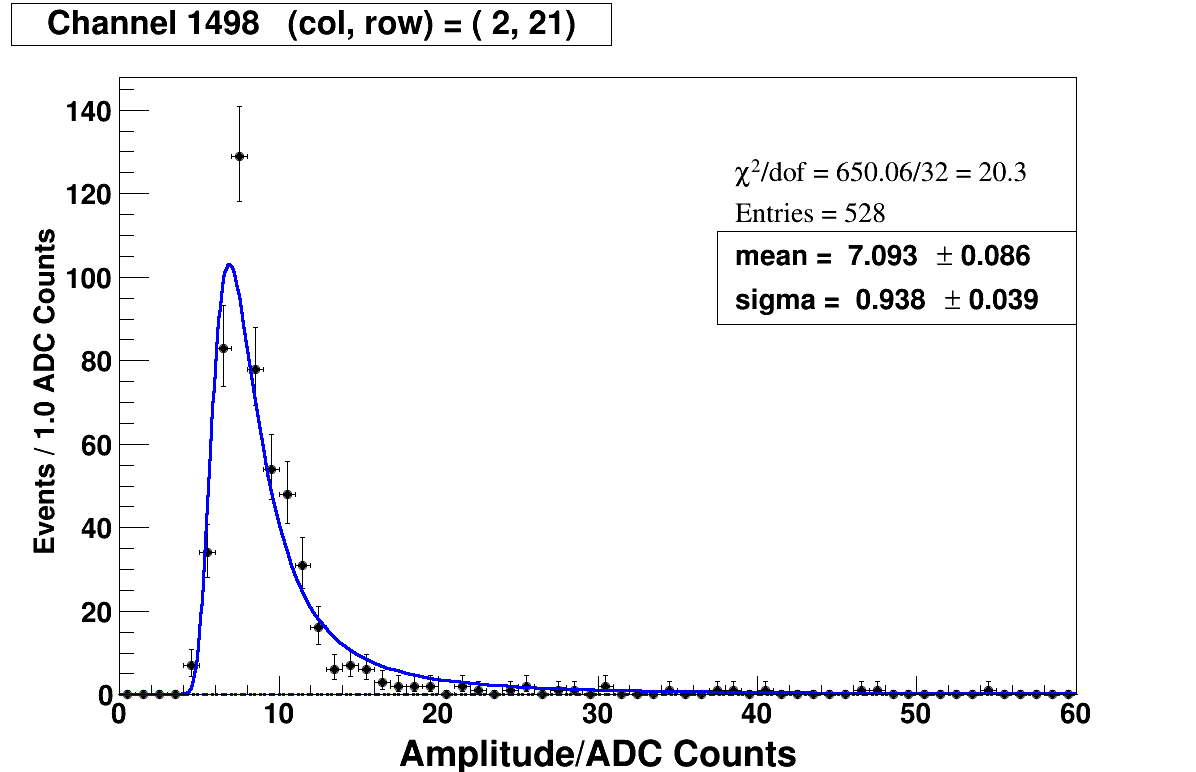 Channel 1498 (col, row) = ( 2, 21)
140
120
100
80
60
40
20
0
Events / 1.0 ADC Counts
χ²/dof = 650.06/32 = 20.3
Entries = 528
mean = 7.093 ± 0.086
sigma = 0.938 ± 0.039
0 10 20 30 40 50 60
Amplitude/ADC Counts